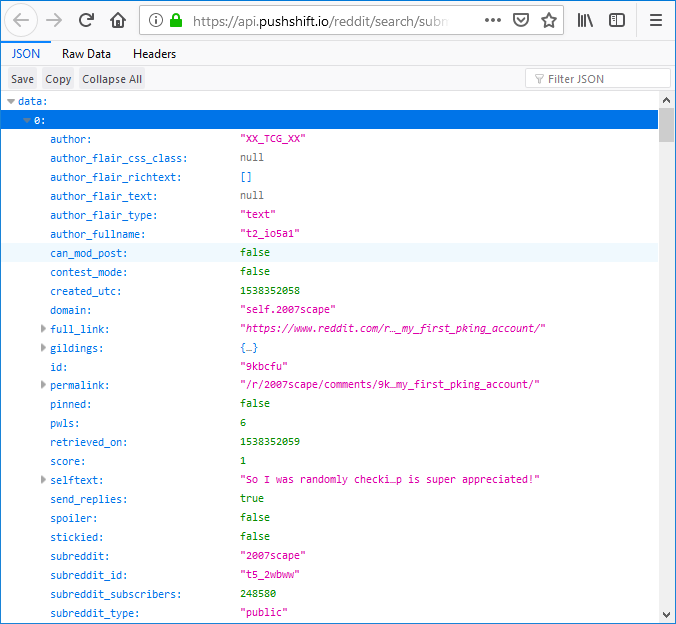 https://api.pushshift.io/reddit/search/subm
JSON Raw Data Headers
Save Copy Collapse All Filter JSON
data:
0:
author: "XX_TCG_XX"
author_flair_css_class: null
author_flair_richtext: []
author_flair_text: null
author_flair_type: "text"
author_fullname: "t2_io5a1"
can_mod_post: false
contest_mode: false
created_utc: 1538352058
domain: "self.2007scape"
full_link: "https://www.reddit.com/r…_my_first_pking_account/"
gildings: {…}
id: "9kbcfu"
permalink: "/r/2007scape/comments/9k…my_first_pking_account/"
pinned: false
pwls: 6
retrieved_on: 1538352059
score: 1
selftext: "So I was randomly checki…p is super appreciated!"
send_replies: true
spoiler: false
stickied: false
subreddit: "2007scape"
subreddit_id: "t5_2wbww"
subreddit_subscribers: 248580
subreddit_type: "public"